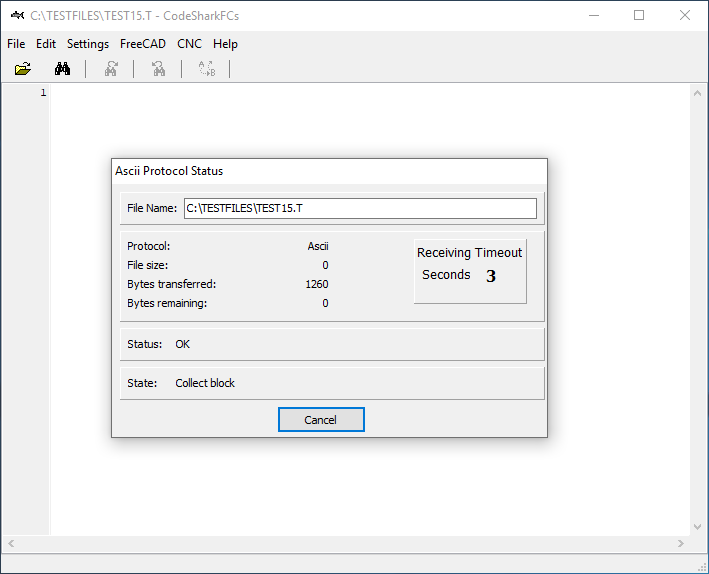 C:\TESTFILES\TEST15.T - CodeSharkFCs
File Edit Settings FreeCAD CNC Help
A B
1
Ascii Protocol Status
File Name: C:\TESTFILES\TEST15.T
Protocol: Ascii
File size: 0
Bytes transferred: 1260
Bytes remaining: 0
Receiving Timeout
Seconds 3
Status: OK
State: Collect block
Cancel